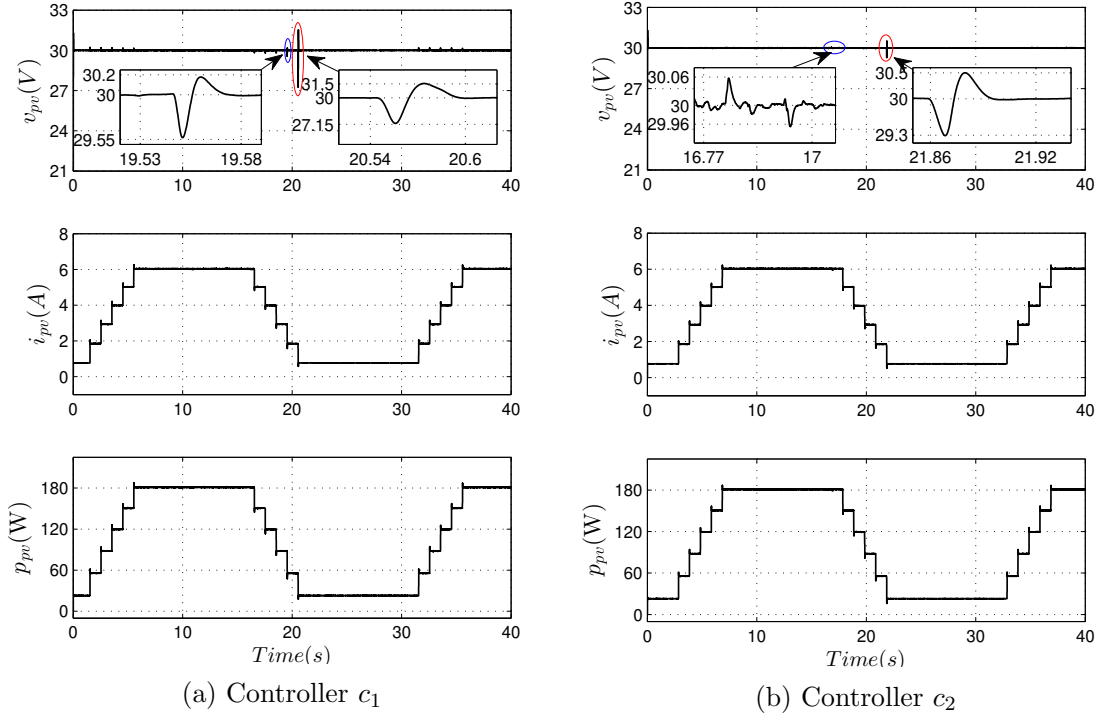 33
30
27
24
21
v_pv(V)
30.2
30
29.55
19.53 19.58
31.5
30
27.15
20.54 20.6
0 10 20 30 40
8
6
4
2
0
i_pv(A)
0 10 20 30 40
180
120
60
0
p_pv(W)
0 10 20 30 40
Time(s)
(a) Controller c_1
33
30
27
24
21
v_pv(V)
30.06
30
29.96
16.77 17
30.5
30
29.3
21.86 21.92
0 10 20 30 40
8
6
4
2
0
i_pv(A)
0 10 20 30 40
180
120
60
0
p_pv(W)
0 10 20 30 40
Time(s)
(b) Controller c_2